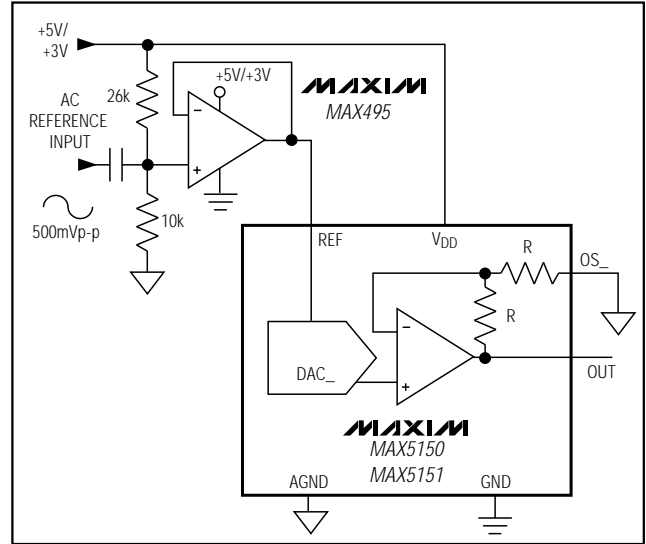 +5V/
+3V
26k
+5V/+3V
MAXIM
MAX495
AC
REFERENCE
INPUT
−
+
500mVp-p
10k
REF
VDD
R
OS_
R
−
DAC_
+
OUT
MAXIM
MAX5150
MAX5151
AGND
GND